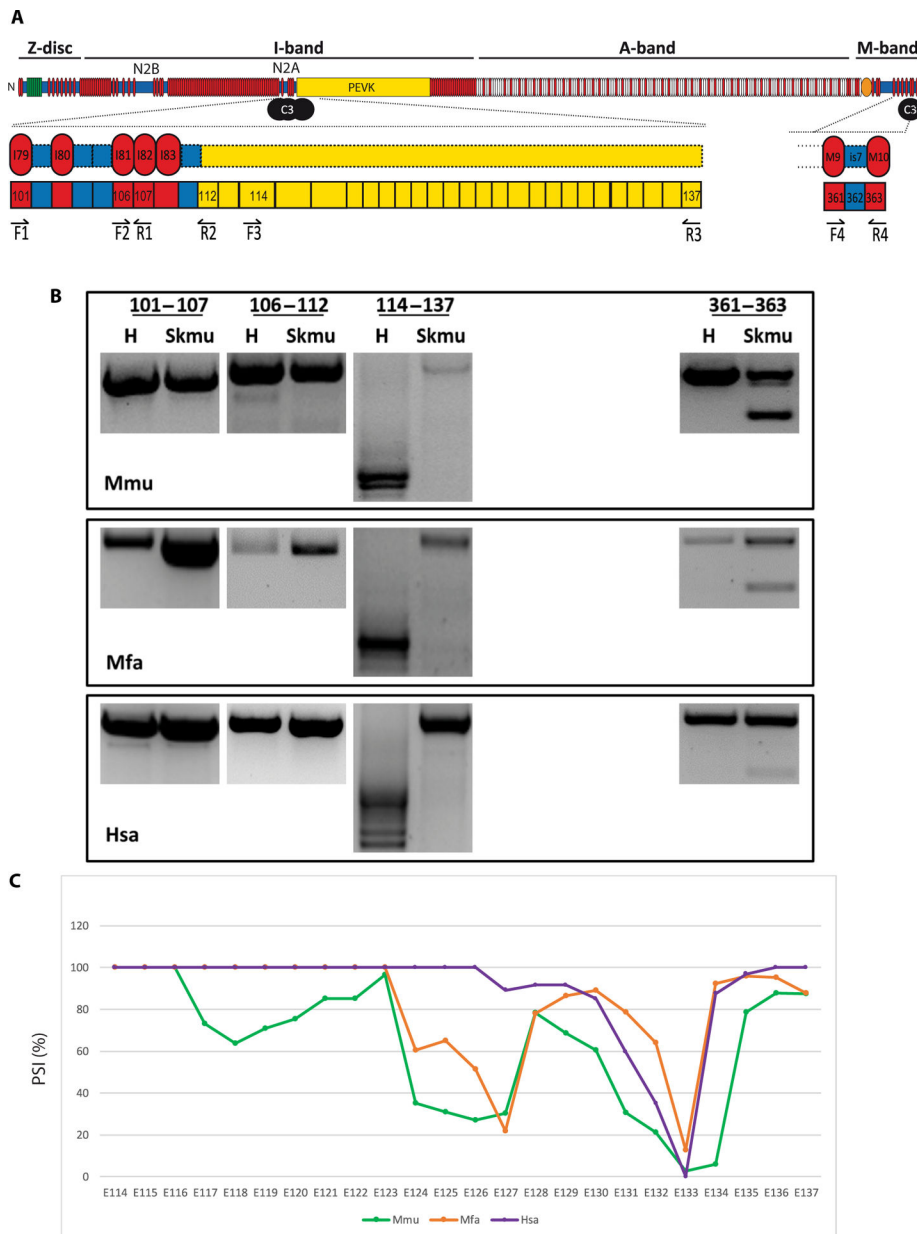 A
Z-disc I-band A-band M-band
N2B N2A
N PEVK
C3 C3
I79 I80 I81 I82 I83 M9 is7 M10
101 106 107 112 114 137 361 362 363
F1 F2 R1 R2 F3 R3 F4 R4
B
101–107 106–112 114–137 361–363
H Skmu H Skmu H Skmu H Skmu
Mmu
Mfa
Hsa
C
120
100
80
60
40
20
0
PSI (%)
E114 E115 E116 E117 E118 E119 E120 E121 E122 E123 E124 E125 E126 E127 E128 E129 E130 E131 E132 E133 E134 E135 E136 E137
Mmu Mfa Hsa